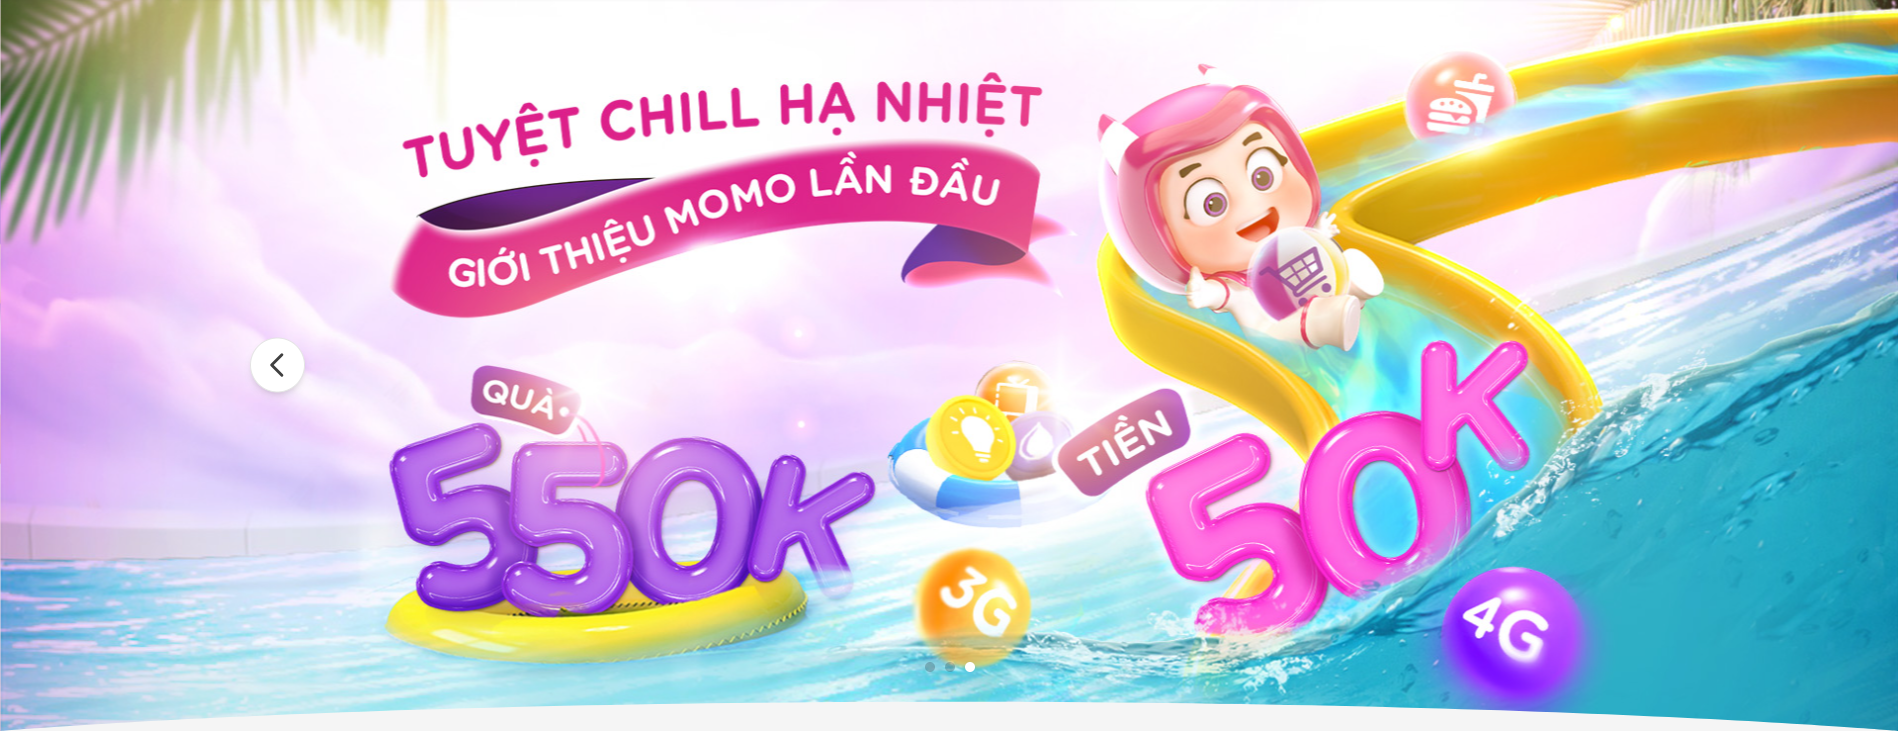 TUYỆT CHILL HẠ NHIỆT
GIỚI THIỆU MOMO LẦN ĐẦU
QUÀ
550K
TIỀN
50K
3G
4G